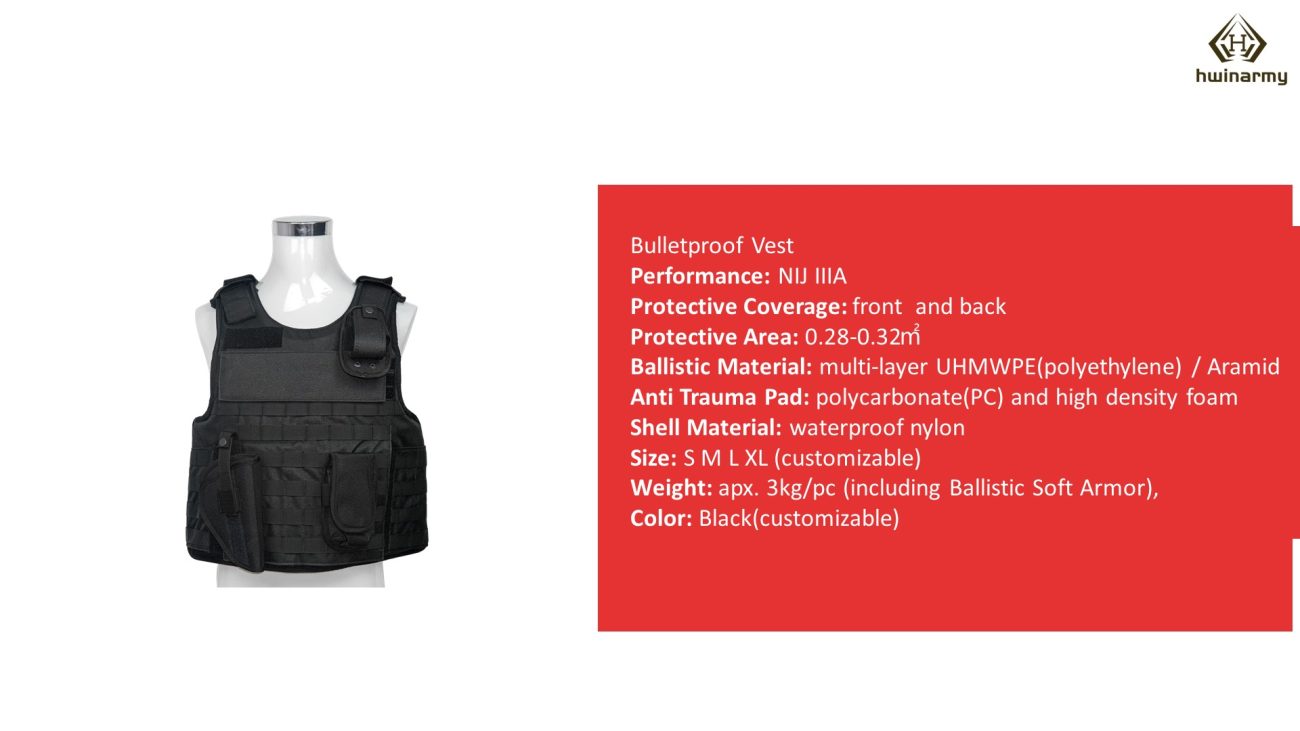 H
hwinarmy
Bulletproof Vest
Performance: NIJ IIIA
Protective Coverage: front and back
Protective Area: 0.28-0.32㎡
Ballistic Material: multi-layer UHMWPE(polyethylene) / Aramid
Anti Trauma Pad: polycarbonate(PC) and high density foam
Shell Material: waterproof nylon
Size: S M L XL (customizable)
Weight: apx. 3kg/pc (including Ballistic Soft Armor),
Color: Black(customizable)